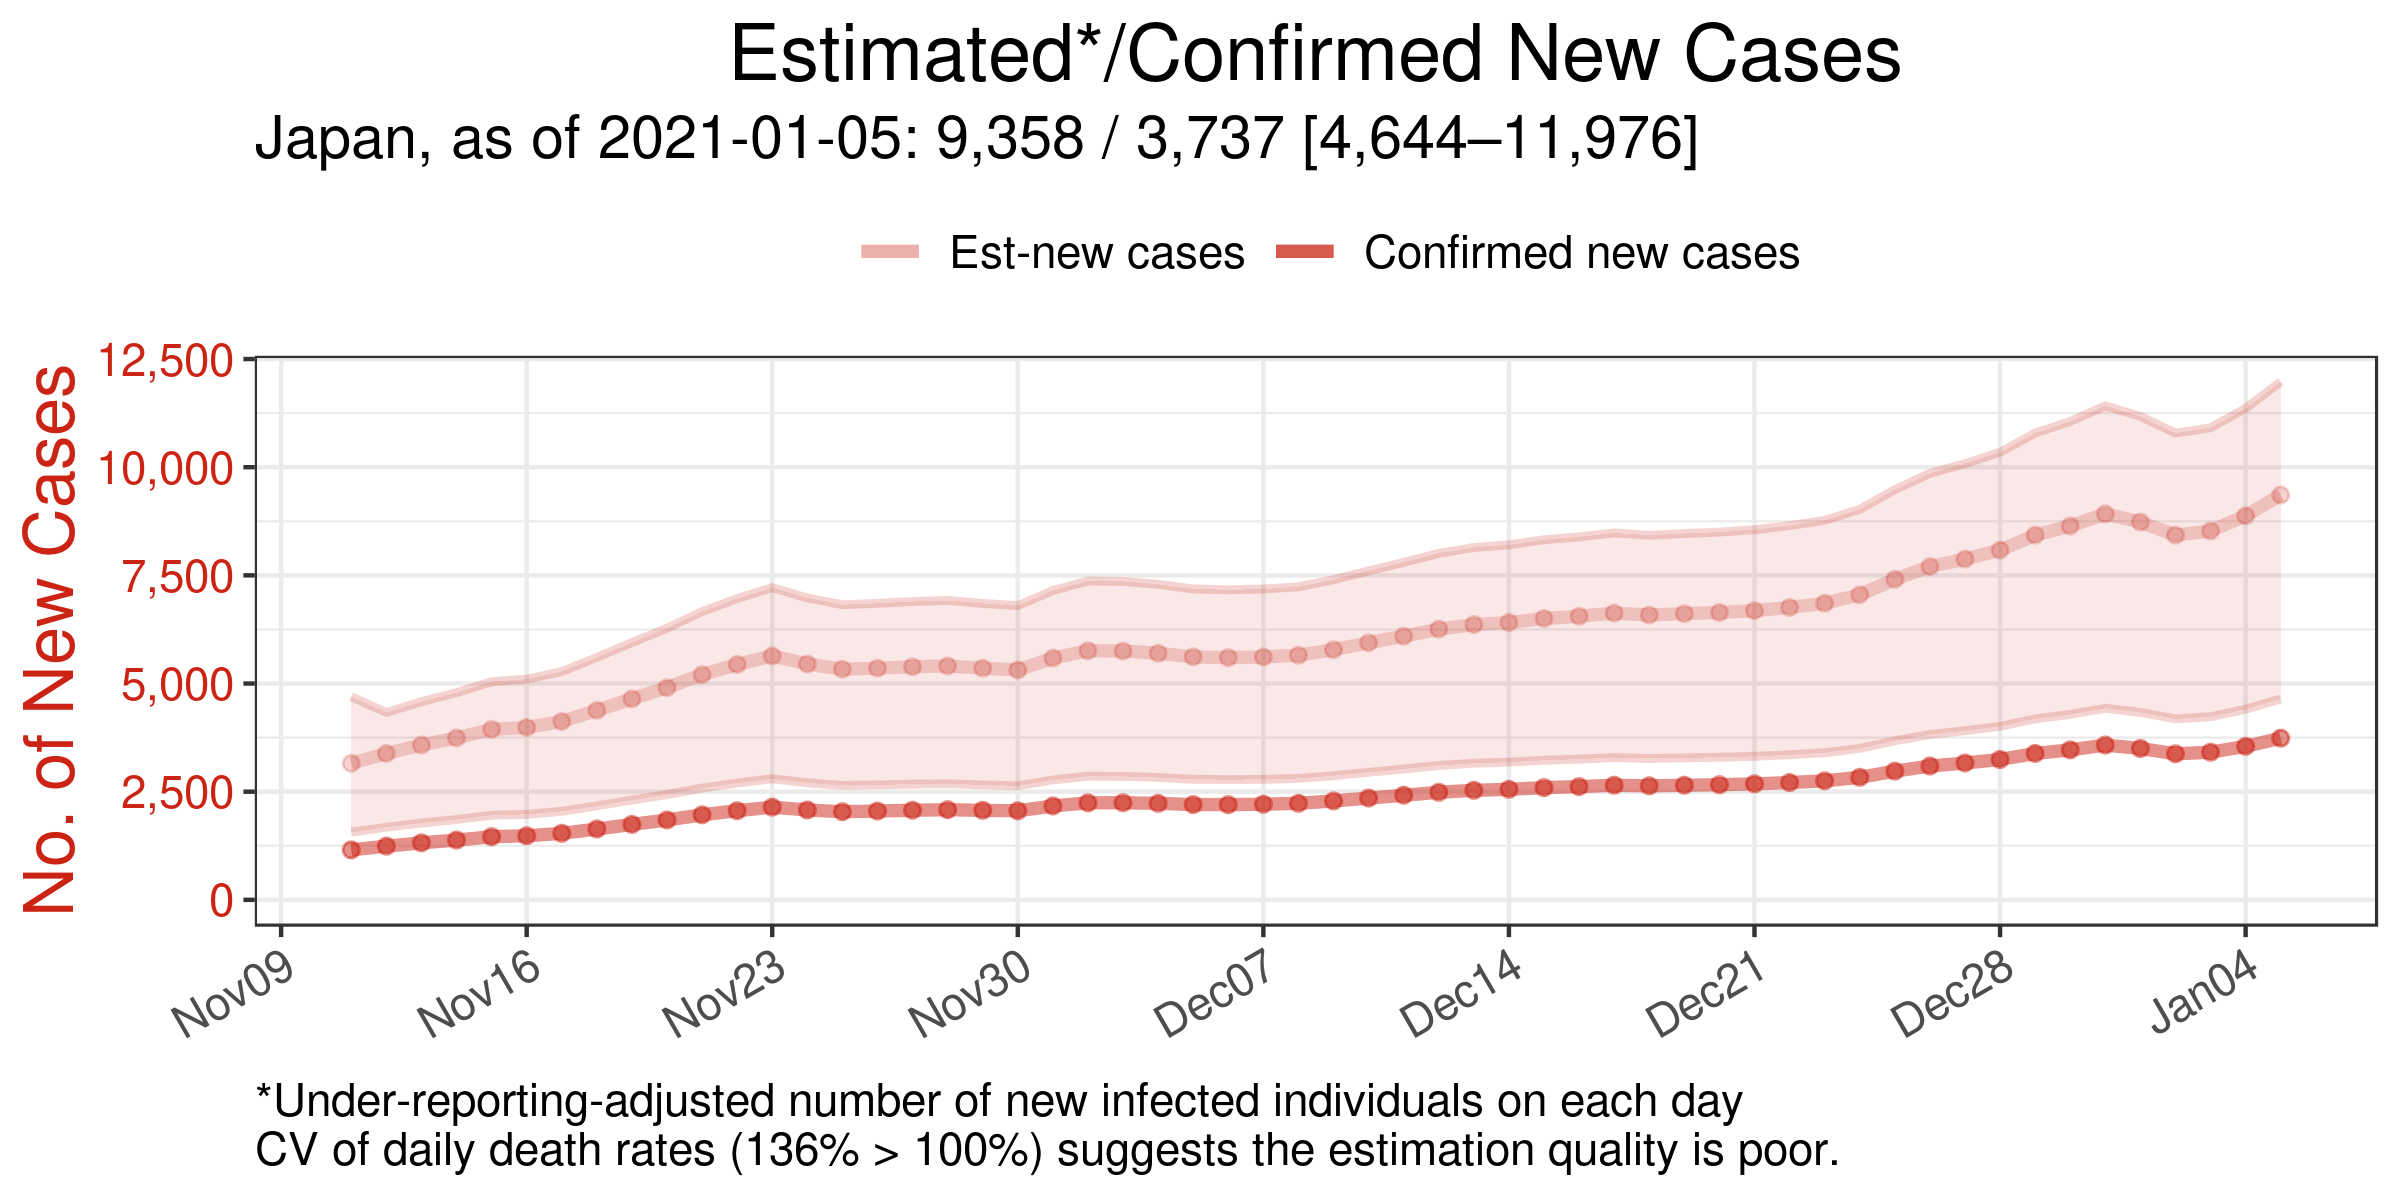 Estimated*/Confirmed New Cases
Japan, as of 2021-01-05: 9,358 / 3,737 [4,644–11,976]
Est-new cases
Confirmed new cases
No. of New Cases
12,500
10,000
7,500
5,000
2,500
0
Nov09
Nov16
Nov23
Nov30
Dec07
Dec14
Dec21
Dec28
Jan04
*Under-reporting-adjusted number of new infected individuals on each day
CV of daily death rates (136% > 100%) suggests the estimation quality is poor.